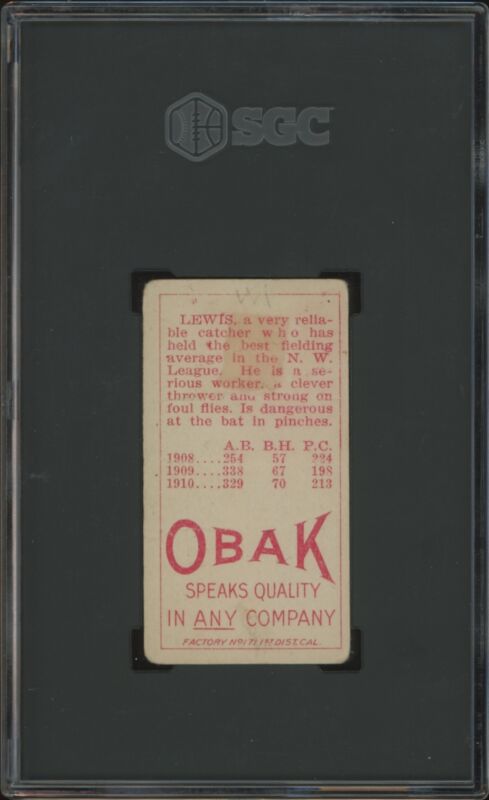 SGC
LEWIS, a very relia-
ble catcher who has
held the best fielding
average in the N. W.
League. He is a se-
rious worker, a clever
thrower and strong on
foul flies. Is dangerous
at the bat in pinches.
A.B. B.H. P.C.
1908....254 57 224
1909....338 67 198
1910....329 70 213
OBAK
SPEAKS QUALITY
IN ANY COMPANY
FACTORY No 17 1st DIST. CAL.